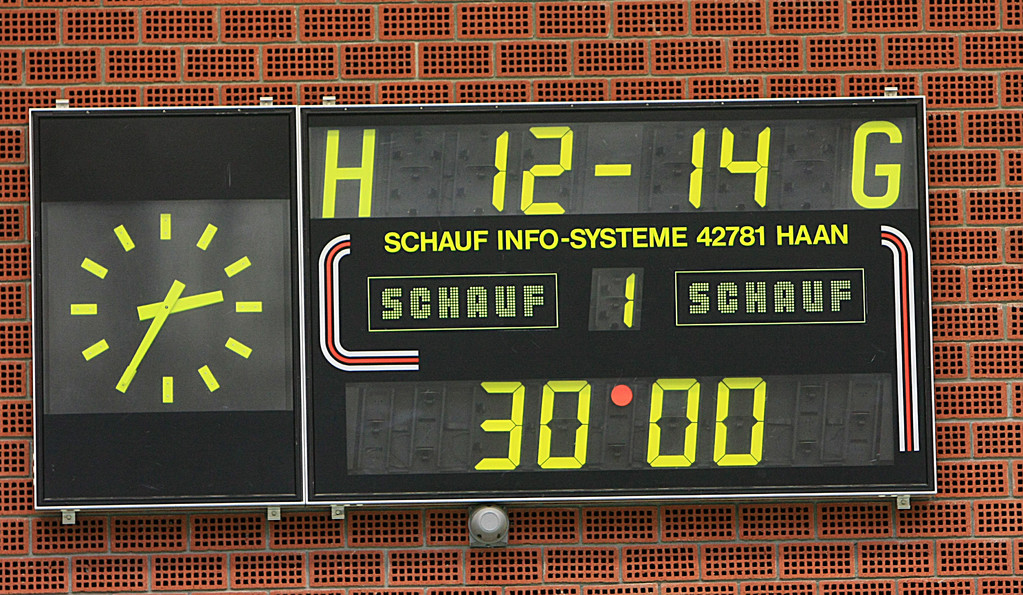 H 12-14 G
SCHAUF INFO-SYSTEME 42781 HAAN
SCHAUF 1 SCHAUF
30:00